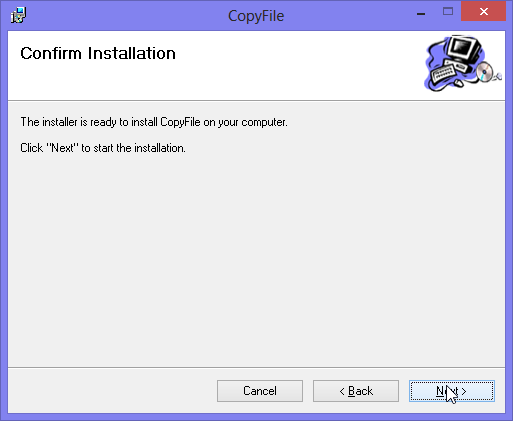 CopyFile
Confirm Installation
The installer is ready to install CopyFile on your computer.
Click "Next" to start the installation.
Cancel
< Back
Next >